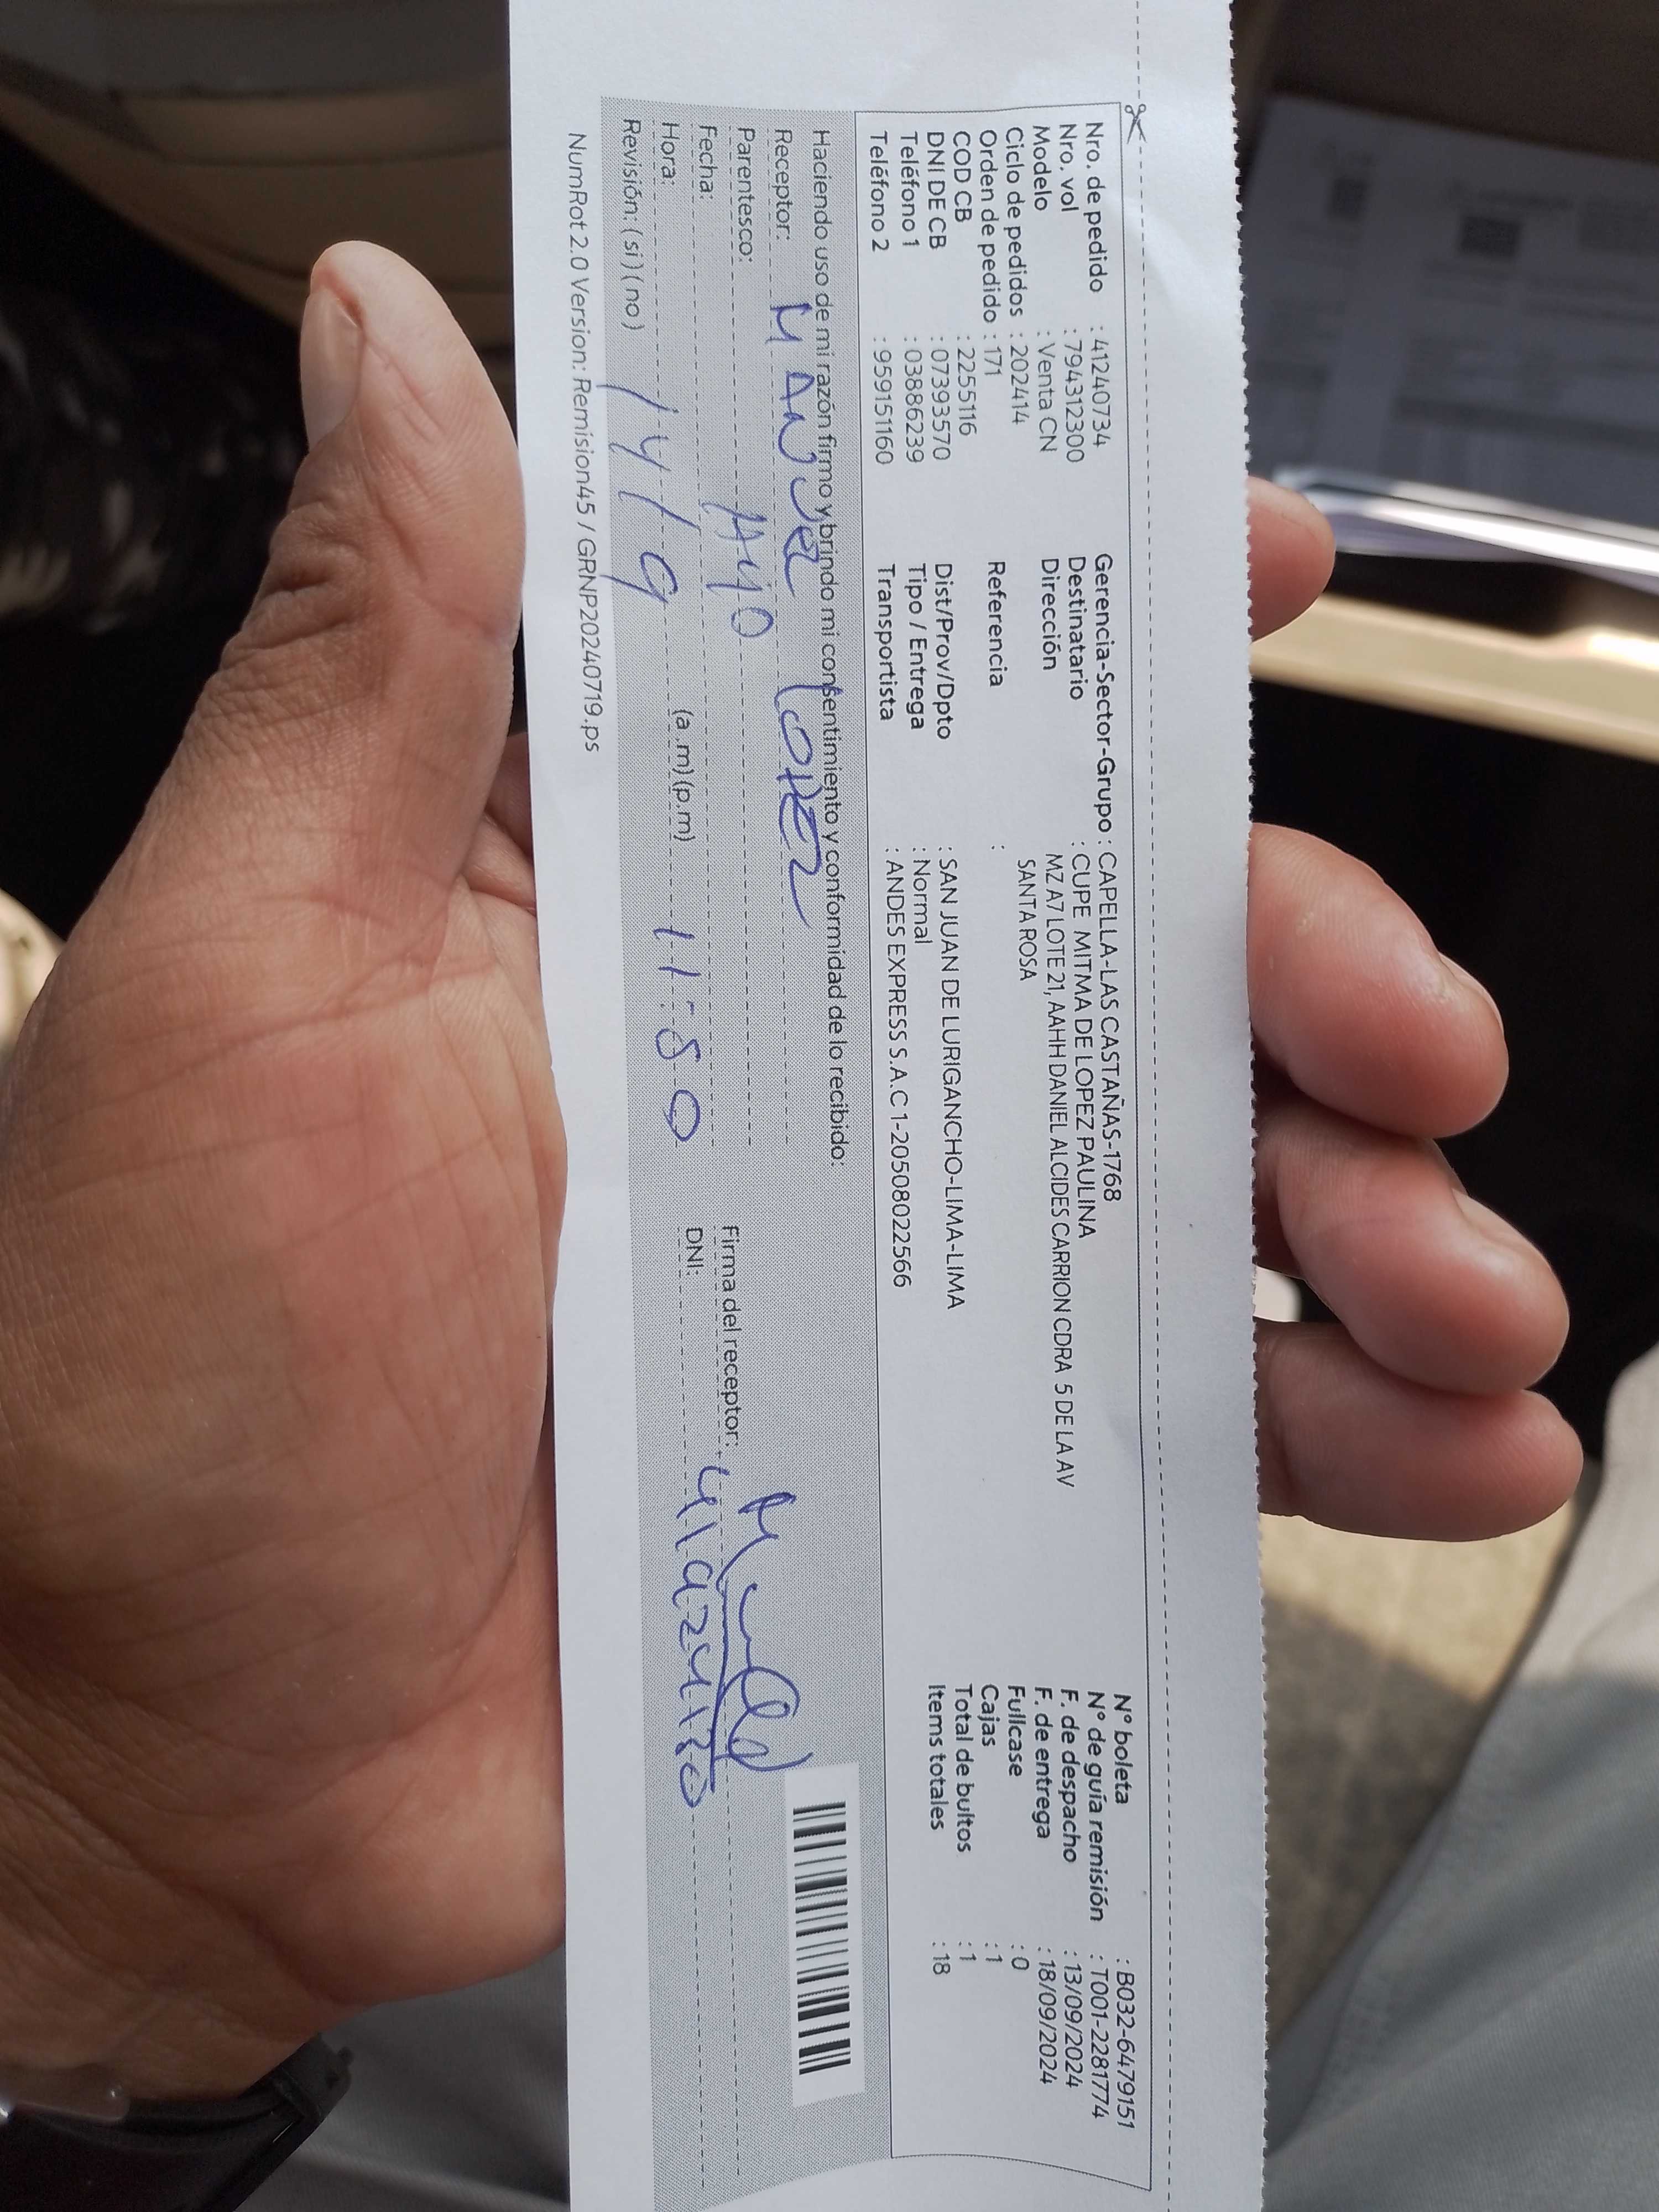 Nro. de pedido : 41240734
Nro. vol : 794312300
Modelo : Venta CN
Ciclo de pedidos : 202414
Orden de pedido : 171
COD CB : 2255116
DNI DE CB : 07393570
Teléfono 1 : 03886239
Teléfono 2 : 959151160
Gerencia-Sector-Grupo : CAPELLA-LAS CASTAÑAS-1768
Destinatario : CUPE MITMA DE LOPEZ PAULINA
Dirección MZ A7 LOTE 21, AAHH DANIEL ALCIDES CARRION CDRA 5 DE LA AV
SANTA ROSA
Referencia :
Dist/Prov/Dpto : SAN JUAN DE LURIGANCHO-LIMA-LIMA
Tipo / Entrega : Normal
Transportista : ANDES EXPRESS S.A.C 1-20508022566
N° boleta : B032-6479151
N° de guía remisión : T001-2281774
F. de despacho : 13/09/2024
F. de entrega : 18/09/2024
Fullcase : 0
Cajas : 1
Total de bultos : 1
Items totales : 18
Haciendo uso de mi razón firmo y brindo mi consentimiento y conformidad de lo recibido:
Receptor: MANUEL LOPEZ
Parentesco:
Fecha:
Hora: (a .m)(p.m) 11:50
Revisión: ( si ) ( no )
Firma del receptor:
DNI:
NumRot 2.0 Version: Remision45 / GRNP20240719.ps